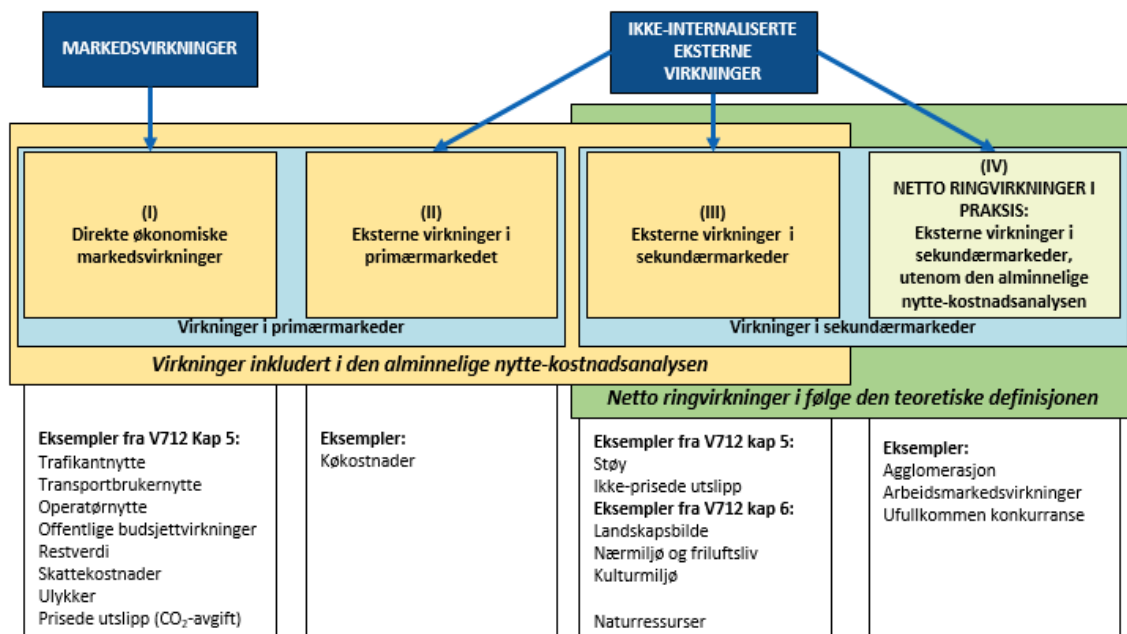 MARKEDSVIRKNINGER
IKKE-INTERNALISERTE
EKSTERNE
VIRKNINGER
(I)
Direkte økonomiske
markedsvirkninger
(II)
Eksterne virkninger i
primærmarkedet
(III)
Eksterne virkninger i
sekundærmarkeder
(IV)
NETTO RINGVIRKNINGER I
PRAKSIS:
Eksterne virkninger i
sekundærmarkeder,
utenom den alminnelige
nytte-kostnadsanalysen
Virkninger i primærmarkeder
Virkninger i sekundærmarkeder
Virkninger inkludert i den alminnelige nytte-kostnadsanalysen
Netto ringvirkninger i følge den teoretiske definisjonen
Eksempler fra V712 Kap 5:
Trafikantnytte
Transportbrukernytte
Operatørnytte
Offentlige budsjettvirkninger
Restverdi
Skattekostnader
Ulykker
Prisede utslipp (CO₂-avgift)
Eksempler:
Køkostnader
Eksempler fra V712 kap 5:
Støy
Ikke-prisede utslipp
Eksempler fra V712 kap 6:
Landskapsbilde
Nærmiljø og friluftsliv
Kulturmiljø
Naturressurser
Eksempler:
Agglomerasjon
Arbeidsmarkedsvirkninger
Ufullkommen konkurranse